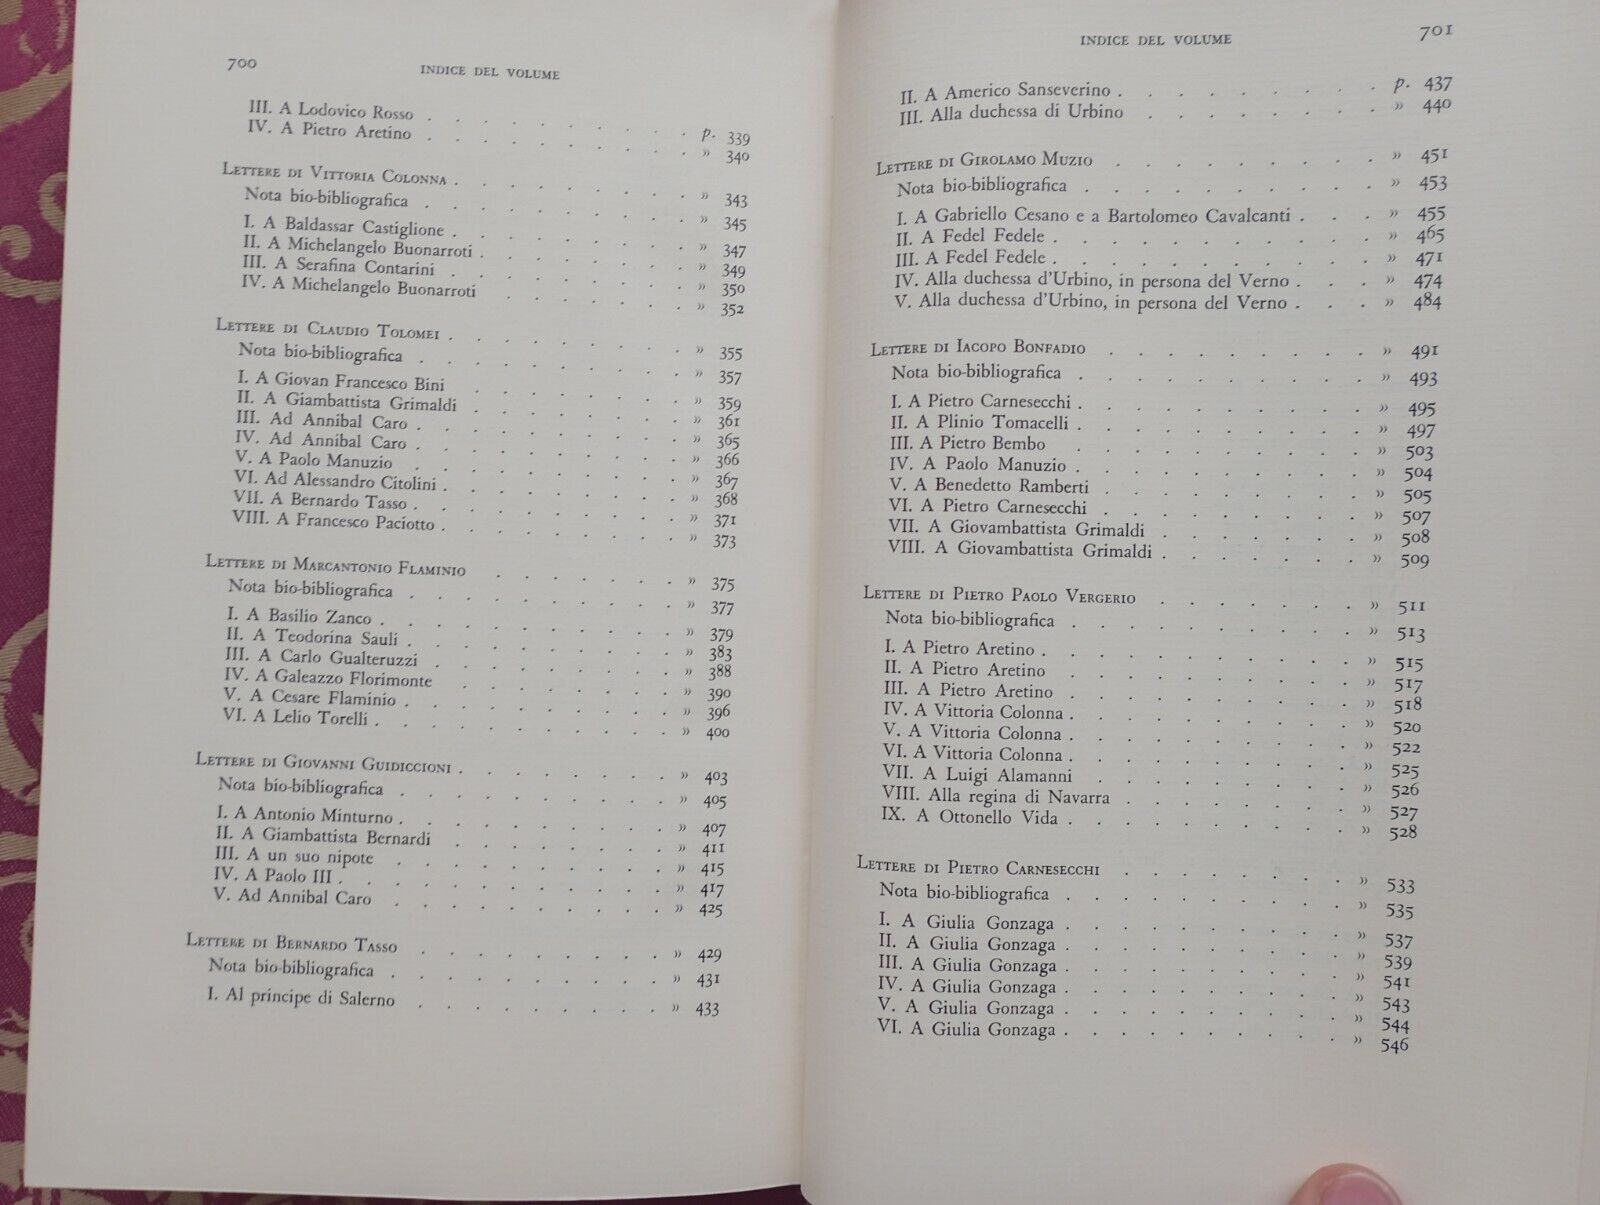 700
INDICE DEL VOLUME
III. A Lodovico Rosso . . . . . . . . . p. 339
IV. A Pietro Aretino . . . . . . . . . » 340
Lettere di Vittoria Colonna . . . . . . . . » 343
Nota bio-bibliografica . . . . . . . . . » 345
I. A Baldassar Castiglione . . . . . . . . » 347
II. A Michelangelo Buonarroti . . . . . . . » 349
III. A Serafina Contarini . . . . . . . . » 350
IV. A Michelangelo Buonarroti . . . . . . . » 352
Lettere di Claudio Tolomei . . . . . . . . » 355
Nota bio-bibliografica . . . . . . . . . » 357
I. A Giovan Francesco Bini . . . . . . . . » 359
II. A Giambattista Grimaldi . . . . . . . . » 361
III. Ad Annibal Caro . . . . . . . . . » 365
IV. Ad Annibal Caro . . . . . . . . . » 366
V. A Paolo Manuzio . . . . . . . . . » 367
VI. Ad Alessandro Citolini . . . . . . . . » 368
VII. A Bernardo Tasso . . . . . . . . . » 371
VIII. A Francesco Paciotto . . . . . . . . » 373
Lettere di Marcantonio Flaminio . . . . . . . » 375
Nota bio-bibliografica . . . . . . . . . » 377
I. A Basilio Zanco . . . . . . . . . » 379
II. A Teodorina Sauli . . . . . . . . . » 383
III. A Carlo Gualteruzzi . . . . . . . . » 388
IV. A Galeazzo Florimonte . . . . . . . . » 390
V. A Cesare Flaminio . . . . . . . . . » 396
VI. A Lelio Torelli . . . . . . . . . » 400
Lettere di Giovanni Guidiccioni . . . . . . . » 403
Nota bio-bibliografica . . . . . . . . . » 405
I. A Antonio Minturno . . . . . . . . . » 407
II. A Giambattista Bernardi . . . . . . . . » 411
III. A un suo nipote . . . . . . . . . » 415
IV. A Paolo III . . . . . . . . . . » 417
V. Ad Annibal Caro . . . . . . . . . » 425
Lettere di Bernardo Tasso . . . . . . . . » 429
Nota bio-bibliografica . . . . . . . . . » 431
I. Al principe di Salerno . . . . . . . . » 433
INDICE DEL VOLUME
701
II. A Americo Sanseverino . . . . . . . . p. 437
III. Alla duchessa di Urbino . . . . . . . . » 440
Lettere di Girolamo Muzio . . . . . . . . » 451
Nota bio-bibliografica . . . . . . . . . » 453
I. A Gabriello Cesano e a Bartolomeo Cavalcanti . . . » 455
II. A Fedel Fedele . . . . . . . . . . » 465
III. A Fedel Fedele . . . . . . . . . . » 471
IV. Alla duchessa d'Urbino, in persona del Verno . . . » 474
V. Alla duchessa d'Urbino, in persona del Verno . . . » 484
Lettere di Iacopo Bonfadio . . . . . . . . » 491
Nota bio-bibliografica . . . . . . . . . » 493
I. A Pietro Carnesecchi . . . . . . . . . » 495
II. A Plinio Tomacelli . . . . . . . . . » 497
III. A Pietro Bembo . . . . . . . . . » 503
IV. A Paolo Manuzio . . . . . . . . . » 504
V. A Benedetto Ramberti . . . . . . . . » 505
VI. A Pietro Carnesecchi . . . . . . . . » 507
VII. A Giovambattista Grimaldi . . . . . . . » 508
VIII. A Giovambattista Grimaldi . . . . . . . » 509
Lettere di Pietro Paolo Vergerio . . . . . . . » 511
Nota bio-bibliografica . . . . . . . . . » 513
I. A Pietro Aretino . . . . . . . . . . » 515
II. A Pietro Aretino . . . . . . . . . » 517
III. A Pietro Aretino . . . . . . . . . » 518
IV. A Vittoria Colonna . . . . . . . . . » 520
V. A Vittoria Colonna . . . . . . . . . » 522
VI. A Vittoria Colonna . . . . . . . . . » 525
VII. A Luigi Alamanni . . . . . . . . . » 526
VIII. Alla regina di Navarra . . . . . . . . » 527
IX. A Ottonello Vida . . . . . . . . . » 528
Lettere di Pietro Carnesecchi . . . . . . . . » 533
Nota bio-bibliografica . . . . . . . . . » 535
I. A Giulia Gonzaga . . . . . . . . . » 537
II. A Giulia Gonzaga . . . . . . . . . » 539
III. A Giulia Gonzaga . . . . . . . . . » 541
IV. A Giulia Gonzaga . . . . . . . . . » 543
V. A Giulia Gonzaga . . . . . . . . . » 544
VI. A Giulia Gonzaga . . . . . . . . . » 546